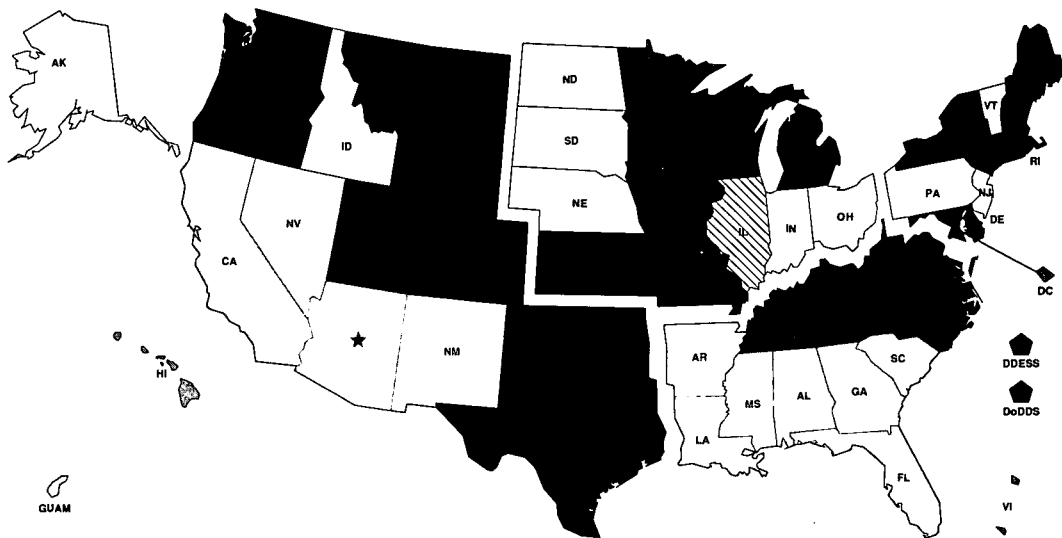 AK
ND
VT
ID
SD
RI
PA
NJ
NE
OH
NV
IL
IN
DE
CA
DC
NM
AR
SC
HI
DDESS
MS
AL
GA
DoDDS
LA
FL
GUAM
VI